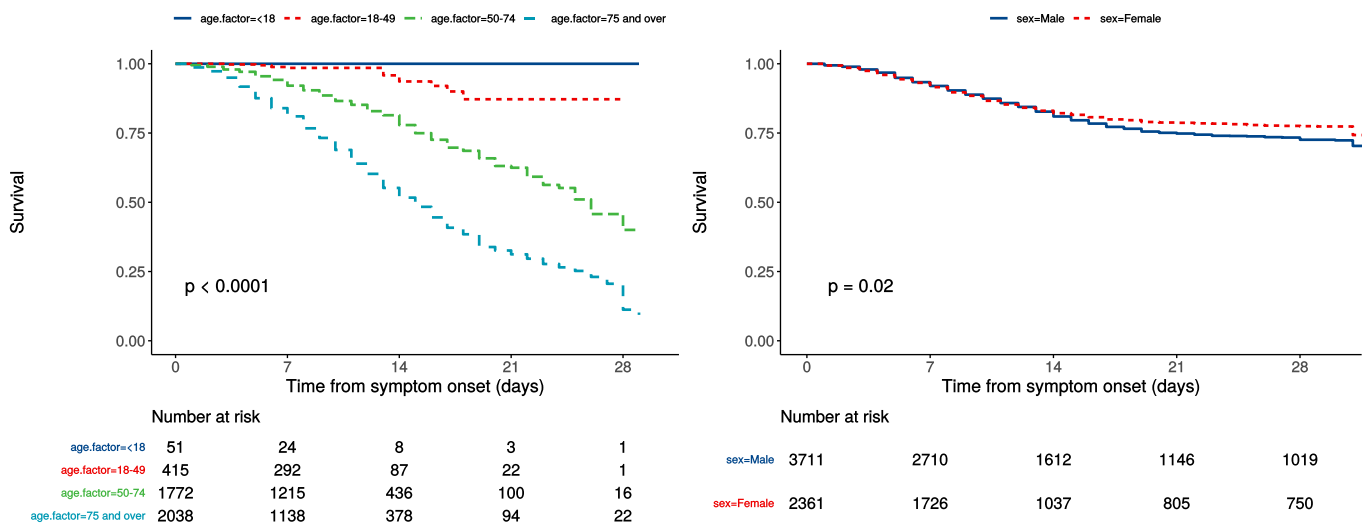 age.factor=<18 age.factor=18-49 age.factor=50-74 age.factor=75 and over
Survival
1.00
0.75
0.50
0.25
0.00
p < 0.0001
0 7 14 21 28
Time from symptom onset (days)
Number at risk
age.factor=<18 51 24 8 3 1
age.factor=18-49 415 292 87 22 1
age.factor=50-74 1772 1215 436 100 16
age.factor=75 and over 2038 1138 378 94 22
sex=Male sex=Female
Survival
1.00
0.75
0.50
0.25
0.00
p = 0.02
0 7 14 21 28
Time from symptom onset (days)
Number at risk
sex=Male 3711 2710 1612 1146 1019
sex=Female 2361 1726 1037 805 750